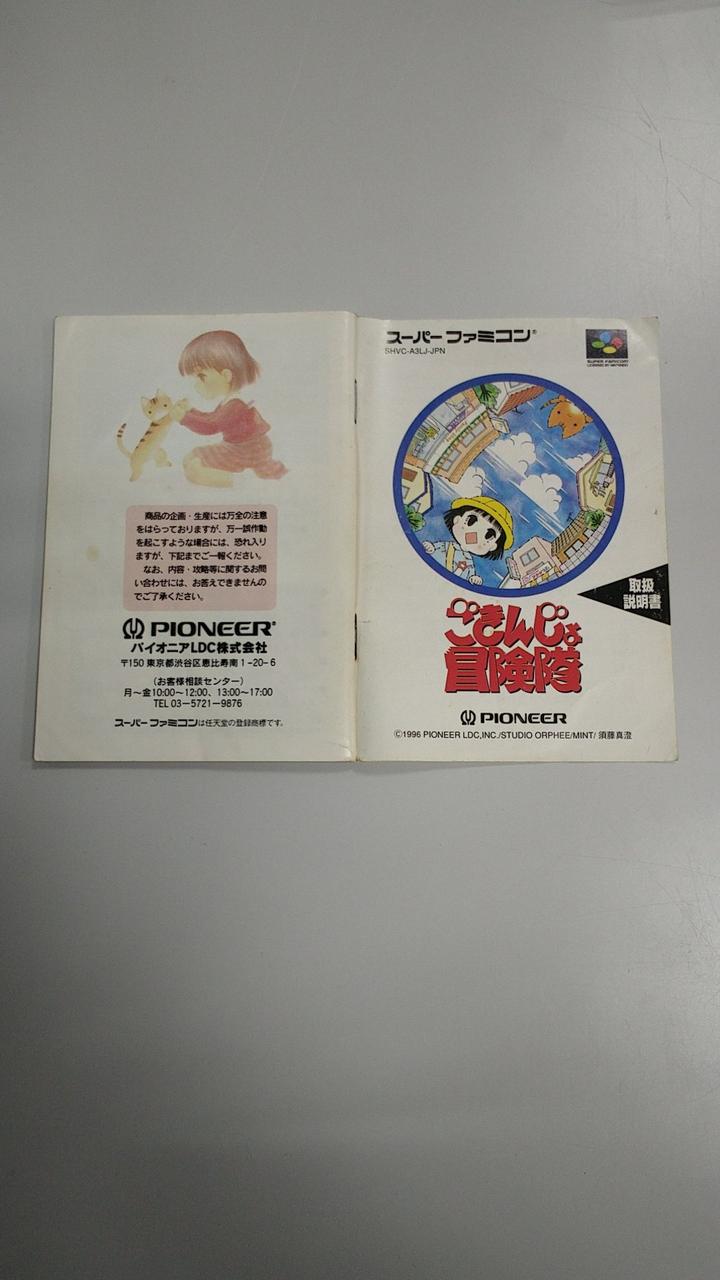 商品の企画・生産には万全の注意
をはらっておりますが、万一誤作動
を起こすような場合には、恐れ入り
ますが、下記までご一報ください。
なお、内容・攻略等に関するお問
い合わせには、お答えできませんの
でご了承ください。
PIONEER®
パイオニアLDC株式会社
〒150 東京都渋谷区恵比寿南1-20-6
(お客様相談センター)
月〜金10:00〜12:00、13:00〜17:00
TEL 03-5721-9876
スーパーファミコンは任天堂の登録商標です。
スーパーファミコン®
SHVC-A3LJ-JPN
SUPER FAMICOM
LICENSED BY NINTENDO
取扱
説明書
ごきんじょ
冒険隊
PIONEER
©1996 PIONEER LDC,INC./STUDIO ORPHEE/MINT/ 須藤真澄